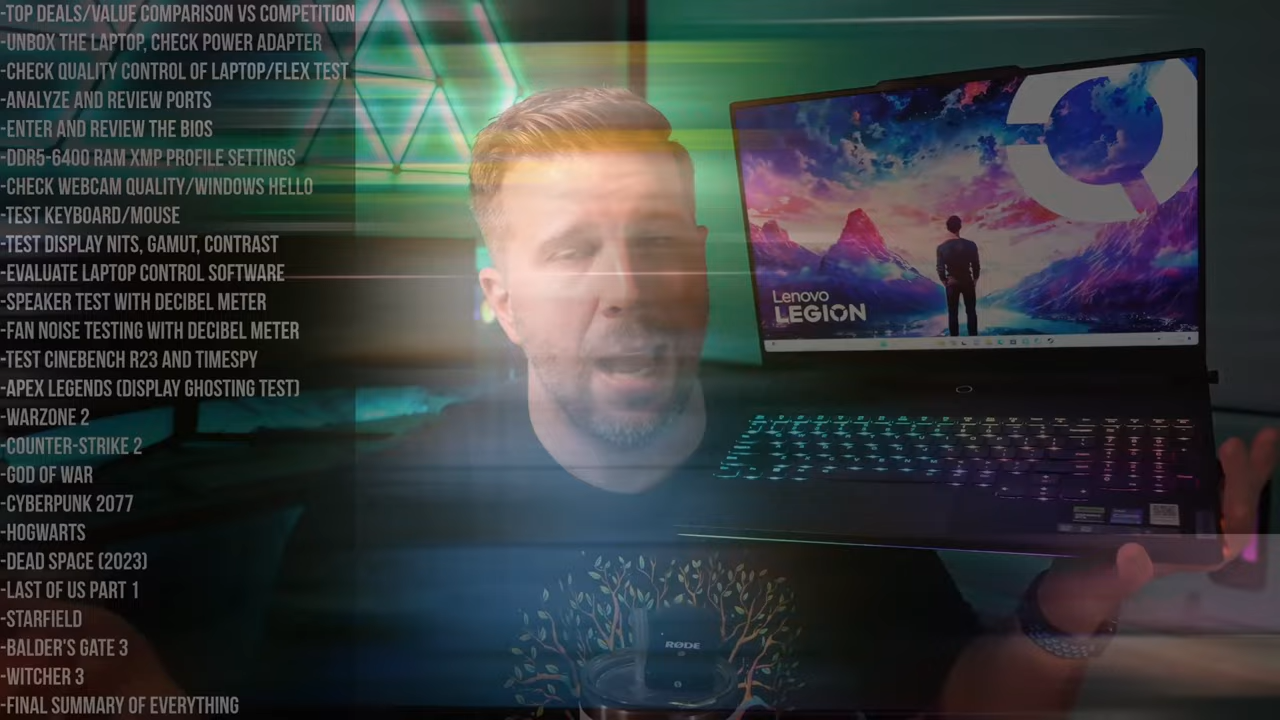 -TOP DEALS/VALUE COMPARISON VS COMPETITION
-UNBOX THE LAPTOP, CHECK POWER ADAPTER
-CHECK QUALITY CONTROL OF LAPTOP/FLEX TEST
-ANALYZE AND REVIEW PORTS
-ENTER AND REVIEW THE BIOS
-DDR5-6400 RAM XMP PROFILE SETTINGS
-CHECK WEBCAM QUALITY/WINDOWS HELLO
-TEST KEYBOARD/MOUSE
-TEST DISPLAY NITS, GAMUT, CONTRAST
-EVALUATE LAPTOP CONTROL SOFTWARE
-SPEAKER TEST WITH DECIBEL METER
-FAN NOISE TESTING WITH DECIBEL METER
-TEST CINEBENCH R23 AND TIMESPY
-APEX LEGENDS (DISPLAY GHOSTING TEST)
-WARZONE 2
-COUNTER-STRIKE 2
-GOD OF WAR
-CYBERPUNK 2077
-HOGWARTS
-DEAD SPACE (2023)
-LAST OF US PART 1
-STARFIELD
-BALDER'S GATE 3
-WITCHER 3
-FINAL SUMMARY OF EVERYTHING
Lenovo
LEGION
RØDE